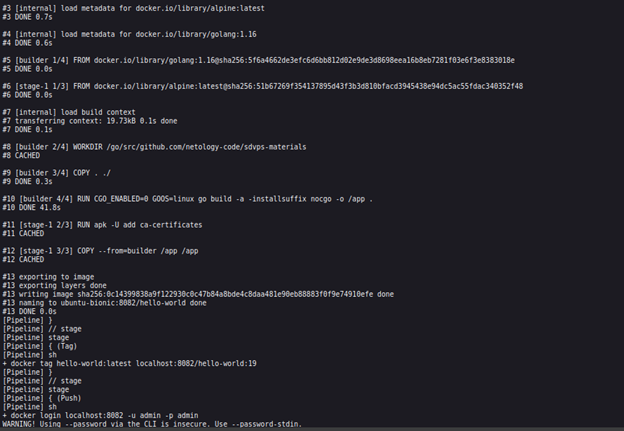 #3 [internal] load metadata for docker.io/library/alpine:latest
#3 DONE 0.7s
#4 [internal] load metadata for docker.io/library/golang:1.16
#4 DONE 0.6s
#5 [builder 1/4] FROM docker.io/library/golang:1.16@sha256:5f6a4662de3efc6d6bb812d02e9de3d8698eea16b8eb7281f03e6f3e8383018e
#5 DONE 0.0s
#6 [stage-1 1/3] FROM docker.io/library/alpine:latest@sha256:51b67269f354137895d43f3b3d810bfacd3945438e94dc5ac55fdac340352f48
#6 DONE 0.0s
#7 [internal] load build context
#7 transferring context: 19.73kB 0.1s done
#7 DONE 0.1s
#8 [builder 2/4] WORKDIR /go/src/github.com/netology-code/sdvps-materials
#8 CACHED
#9 [builder 3/4] COPY . ./
#9 DONE 0.3s
#10 [builder 4/4] RUN CGO_ENABLED=0 GOOS=linux go build -a -installsuffix nocgo -o /app .
#10 DONE 41.8s
#11 [stage-1 2/3] RUN apk -U add ca-certificates
#11 CACHED
#12 [stage-1 3/3] COPY --from=builder /app /app
#12 CACHED
#13 exporting to image
#13 exporting layers done
#13 writing image sha256:0c14399838a9f122930c0c47b84a8bde4c8daa481e90eb88883f0f9e74910efe done
#13 naming to ubuntu-bionic:8082/hello-world done
#13 DONE 0.0s
[Pipeline] }
[Pipeline] // stage
[Pipeline] stage
[Pipeline] { (Tag)
[Pipeline] sh
+ docker tag hello-world:latest localhost:8082/hello-world:19
[Pipeline] }
[Pipeline] // stage
[Pipeline] stage
[Pipeline] { (Push)
[Pipeline] sh
+ docker login localhost:8082 -u admin -p admin
WARNING! Using --password via the CLI is insecure. Use --password-stdin.